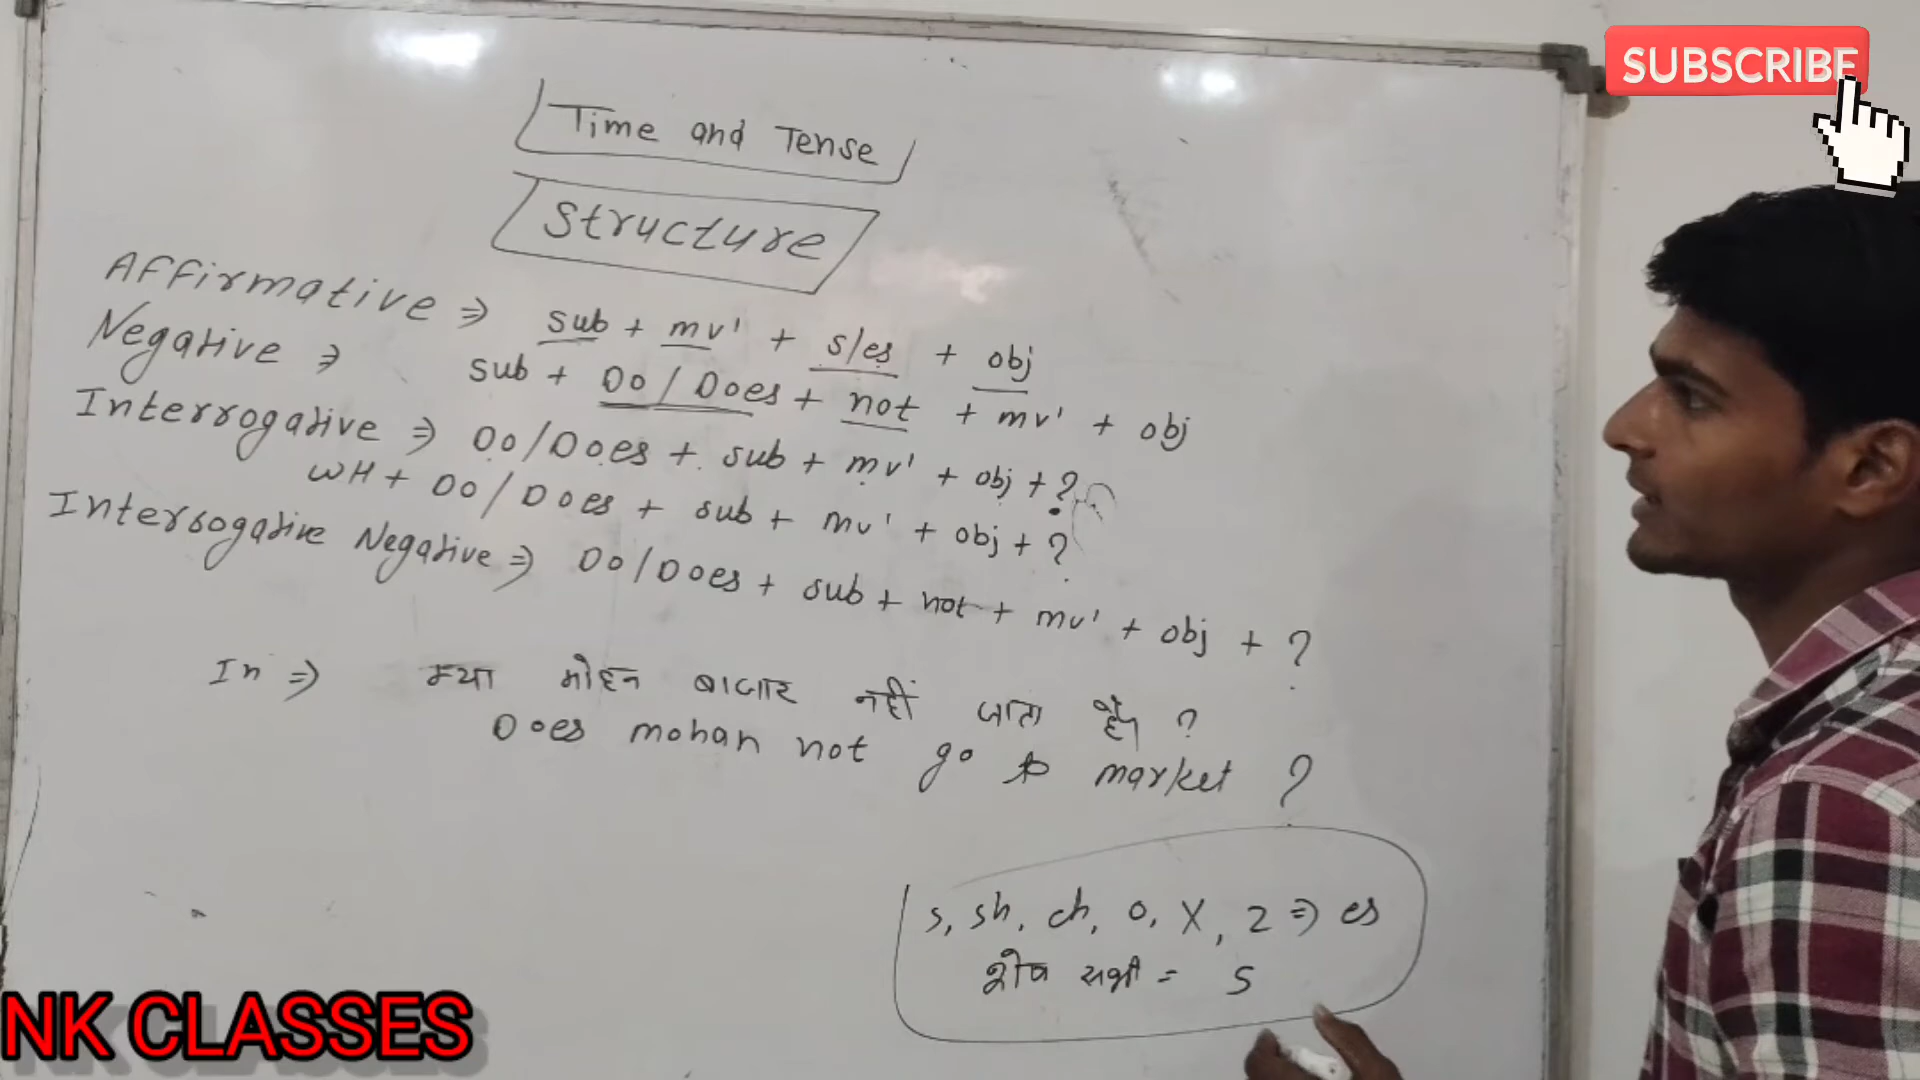 SUBSCRIBE
Time and Tense
Structure
Affirmative ⇒ sub + mv' + s/es + obj
Negative ⇒ sub + Do / Does + not + mv' + obj
Interrogative ⇒ Do/Does + sub + mv' + obj + ?
WH + Do/Does + sub + mv' + obj + ?
Interrogative Negative ⇒ Do/Does + sub + not + mv' + obj + ?
In ⇒ क्या मोहन बाजार नहीं जाता है ?
Does mohan not go to market ?
s, sh, ch, o, X, z ⇒ es
शेष सभी = S
NK CLASSES